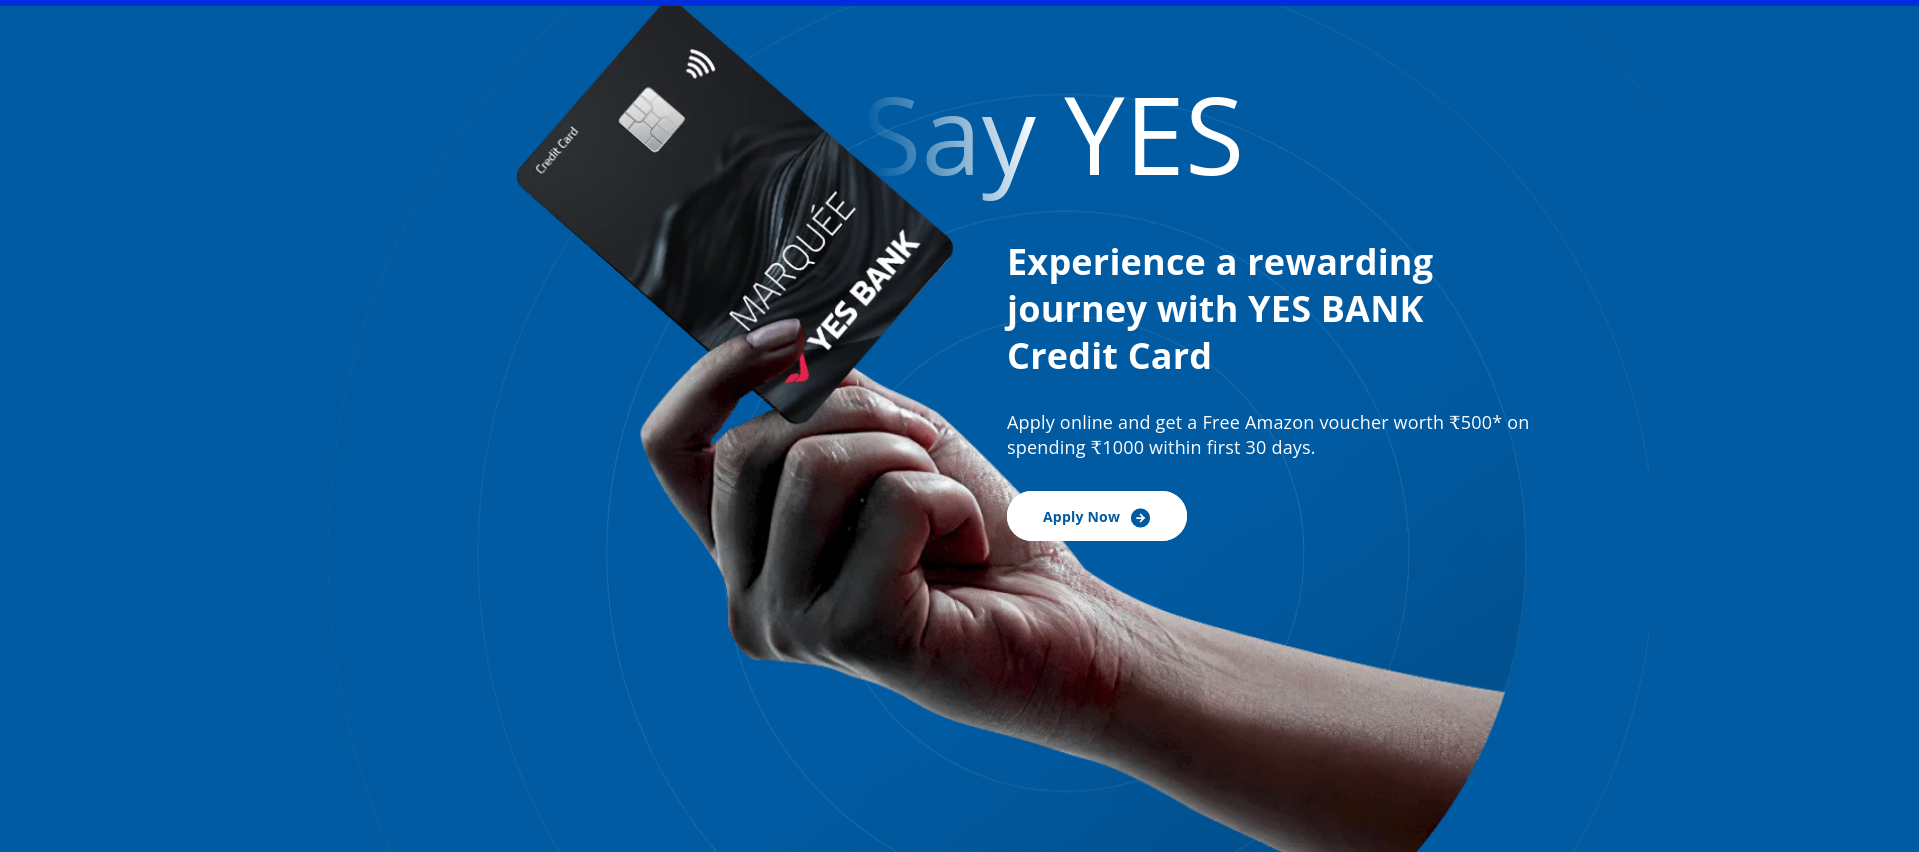 Say YES
Credit Card
MARQUÉE
YES BANK
Experience a rewarding
journey with YES BANK
Credit Card
Apply online and get a Free Amazon voucher worth ₹500* on
spending ₹1000 within first 30 days.
Apply Now